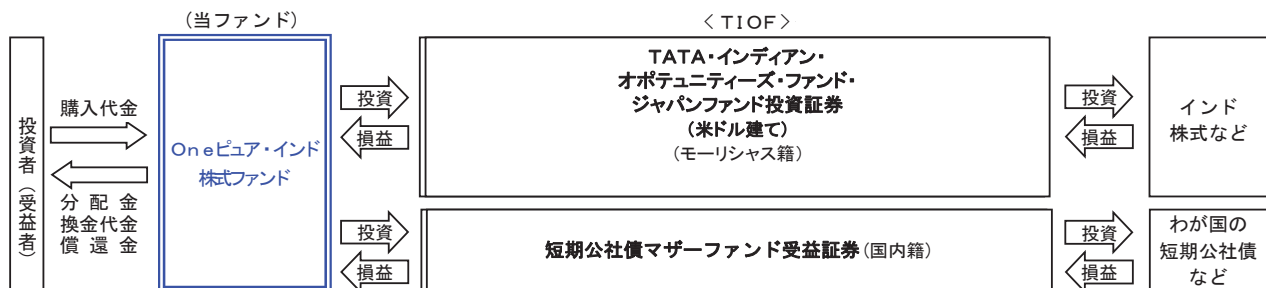 (当ファンド)
<TIOF>
投資者(受益者)
購入代金
分配金
換金代金
償還金
Oneピュア・インド
株式ファンド
投資
損益
TATA・インディアン・
オポテュニティーズ・ファンド・
ジャパンファンド投資証券
(米ドル建て)
(モーリシャス籍)
投資
損益
インド
株式など
投資
損益
短期公社債マザーファンド受益証券(国内籍)
投資
損益
わが国の
短期公社債
など